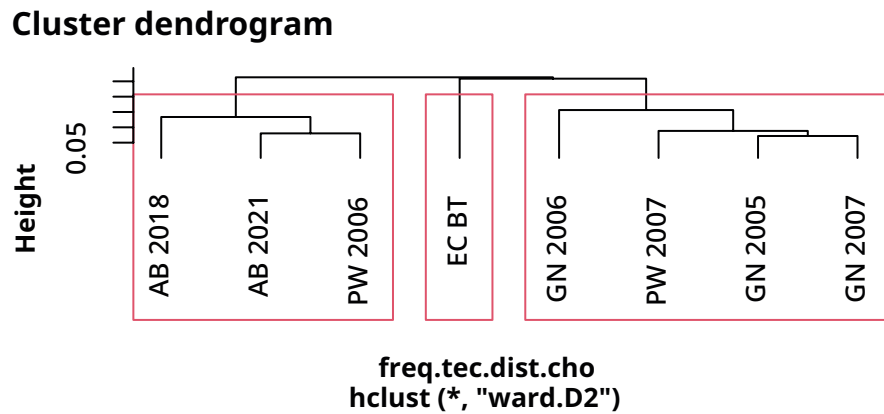 Cluster dendrogram
Height
0.05
AB 2018
AB 2021
PW 2006
EC BT
GN 2006
PW 2007
GN 2005
GN 2007
freq.tec.dist.cho
hclust (*, "ward.D2")